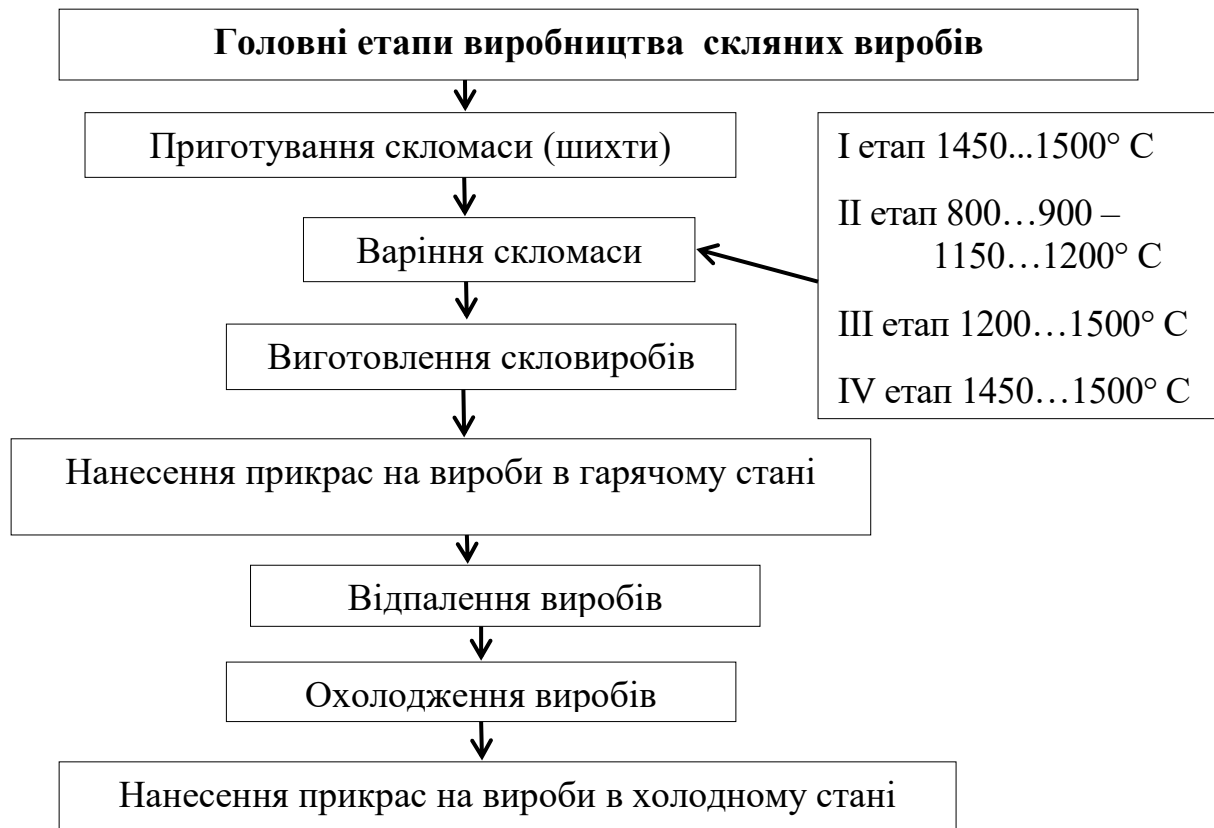 Головні етапи виробництва скляних виробів
Приготування скломаси (шихти)
Варіння скломаси
I етап 1450...1500° С
II етап 800…900 –
1150…1200° С
III етап 1200…1500° С
IV етап 1450…1500° С
Виготовлення скловиробів
Нанесення прикрас на вироби в гарячому стані
Відпалення виробів
Охолодження виробів
Нанесення прикрас на вироби в холодному стані